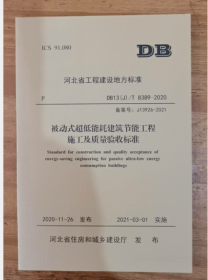 ICS 93.080
DB
河北省工程建设地方标准
P DB13(J)/T 8389-2020
备案号：J13926-2021
被动式超低能耗建筑节能工程
施工及质量验收标准
Standard for construction and quality acceptance of
energy-saving engineering for passive ultra-low energy
consumption buildings
2020-11-26 发布 2021-03-01 实施
河北省住房和城乡建设厅 发布